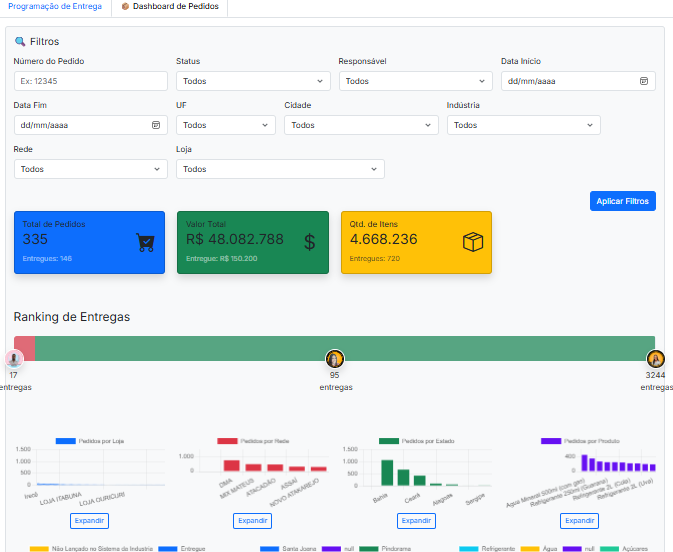 Programação de Entrega
Dashboard de Pedidos
Filtros
Número do Pedido
Status
Responsável
Data Início
Ex: 12345
Todos
Todos
dd/mm/aaaa
Data Fim
UF
Cidade
Indústria
dd/mm/aaaa
Todos
Todos
Todos
Rede
Loja
Todos
Todos
Aplicar Filtros
Total de Pedidos
335
Entregues: 146
Valor Total
R$ 48.082.788
Entregue: R$ 150.200
$
Qtd. de Itens
4.668.236
Entregues: 720
Ranking de Entregas
17
entregas
95
entregas
3244
entregas
Pedidos por Loja
1.500
1.000
500
0
Irecê
LOJA ITABUNA
LOJA OURICURI
Expandir
Pedidos por Rede
1.000
0
DMA
MIX MATEUS
ATACADÃO
ASSAÍ
NOVO ATAKAREJO
Expandir
Pedidos por Estado
1.500
1.000
500
0
Bahia
Ceará
Alagoas
Sergipe
Expandir
Pedidos por Produto
400
0
Água Mineral 500ml (com gás)
Refrigerante 250ml (Guaraná)
Refrigerante 2L (Cola)
Refrigerante 2L (Uva)
Expandir
Não Lançado no Sistema da Industria
Entregue
Santa Joana
null
Pindorama
Refrigerante
Água
null
Açúcares